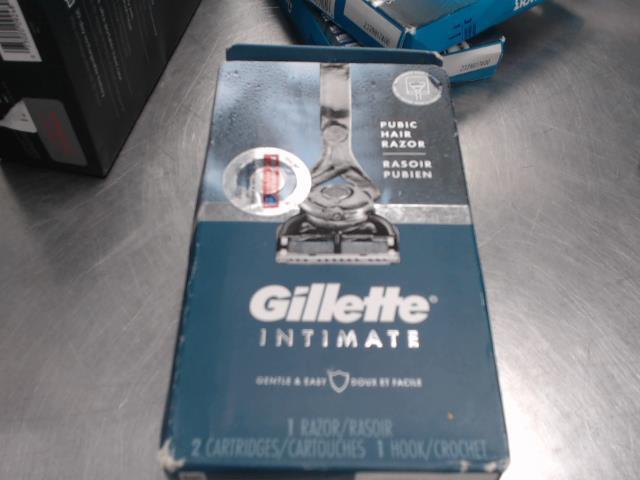 PUBIC
HAIR
RAZOR
RASOIR
PUBIEN
Gillette
INTIMATE
GENTLE & EASY DOUX ET FACILE
1 RAZOR/RASOIR
2 CARTRIDGES/CARTOUCHES 1 HOOK/CROCHET